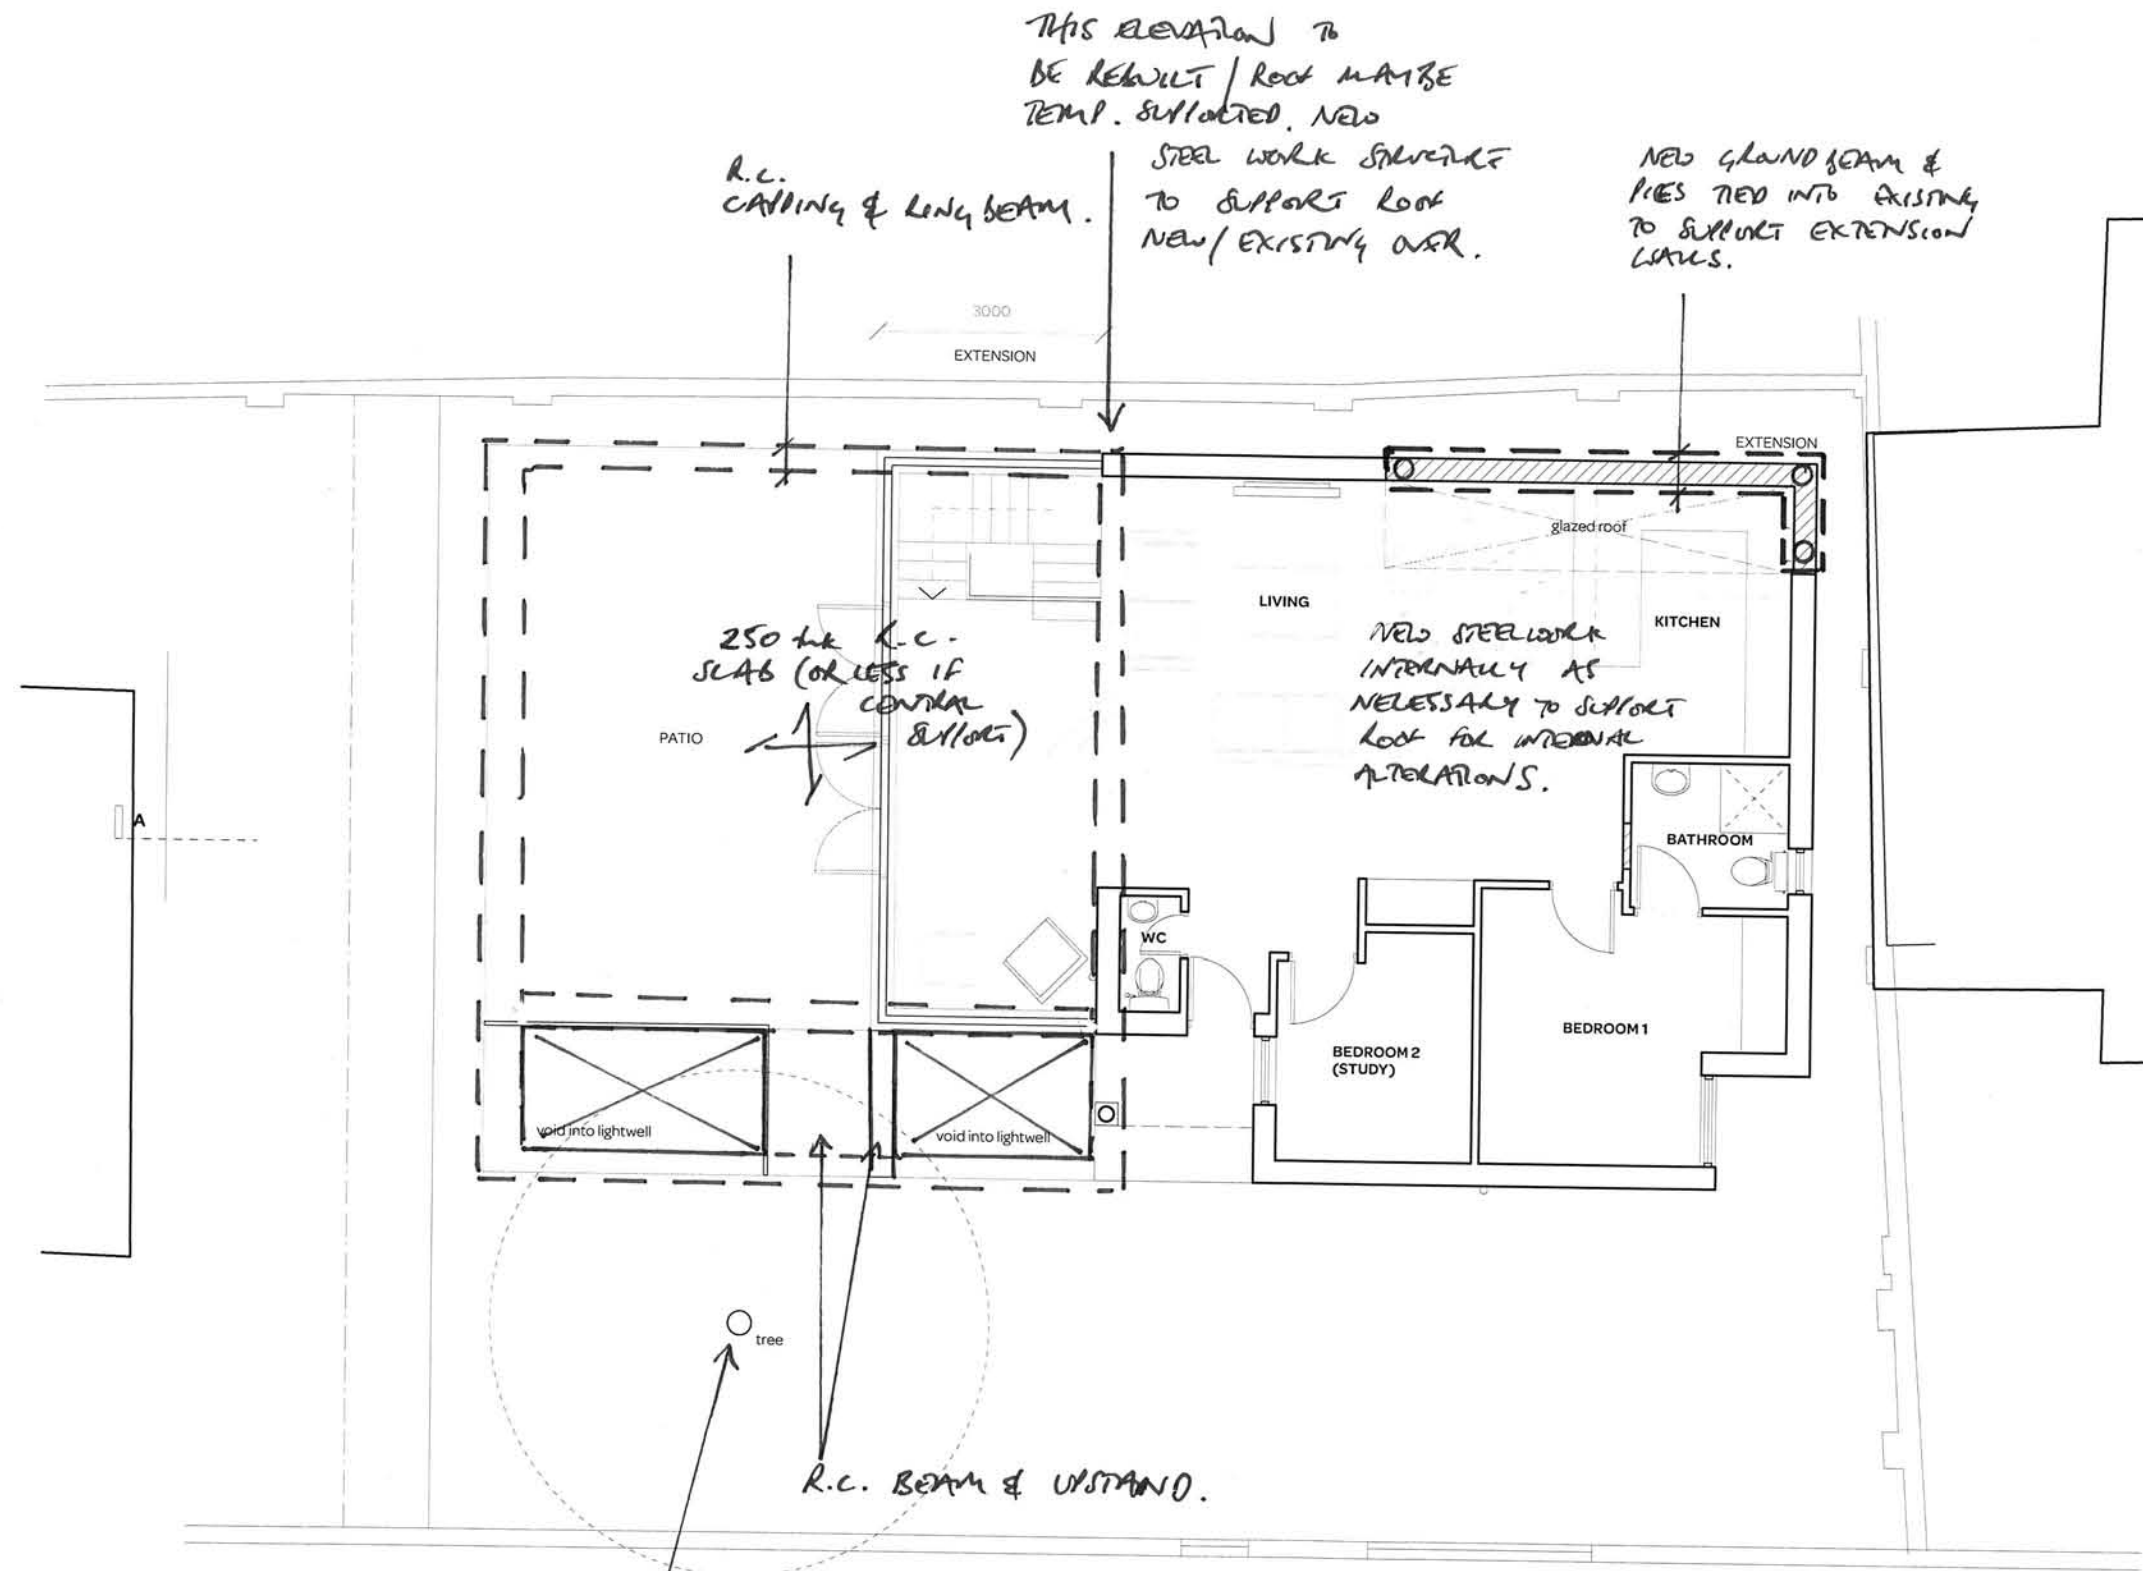 THIS ELEVATION TO
BE REBUILT / ROOF MAYBE
TEMP. SUPPORTED. NEW
STEEL WORK STRUCTURE
TO SUPPORT ROOF
NEW / EXISTING OVER.
R.C.
CAPPING & RING BEAM.
NEW GROUND BEAM &
PILES TIED INTO EXISTING
TO SUPPORT EXTENSION
WALLS.
3000
EXTENSION
EXTENSION
glazed roof
LIVING
KITCHEN
250 thk R.C.
SLAB (OR LESS IF
CENTRAL
SUPPORT)
PATIO
NEW STEELWORK
INTERNALLY AS
NECESSARY TO SUPPORT
ROOF FOR INTERNAL
ALTERATIONS.
A
BATHROOM
WC
BEDROOM 1
BEDROOM 2
(STUDY)
void into lightwell
void into lightwell
tree
R.C. BEAM & UPSTAND.